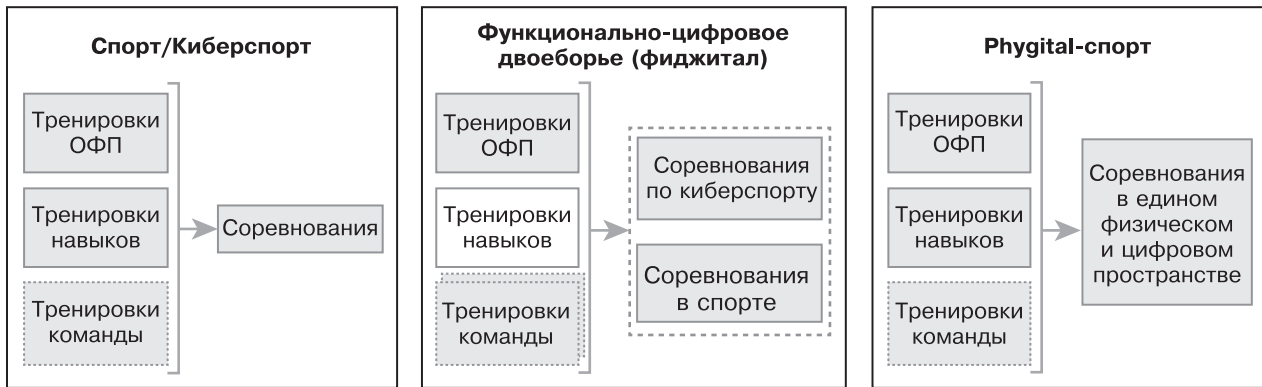 Спорт/Киберспорт
Тренировки
ОФП
Тренировки
навыков
Тренировки
команды
Соревнования
Функционально-цифровое
двоеборье (фиджитал)
Тренировки
ОФП
Тренировки
навыков
Тренировки
команды
Соревнования
по киберспорту
Соревнования
в спорте
Phygital-спорт
Тренировки
ОФП
Тренировки
навыков
Тренировки
команды
Соревнования
в едином
физическом
и цифровом
пространстве